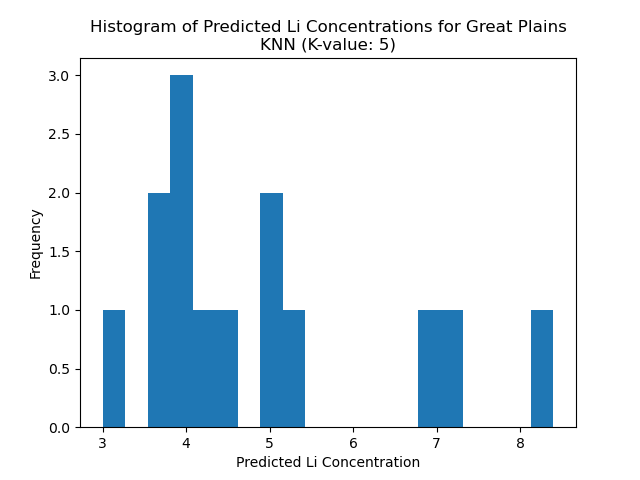 Histogram of Predicted Li Concentrations for Great Plains
KNN (K-value: 5)
3.0
2.5
2.0
1.5
1.0
0.5
0.0
Frequency
3 4 5 6 7 8
Predicted Li Concentration